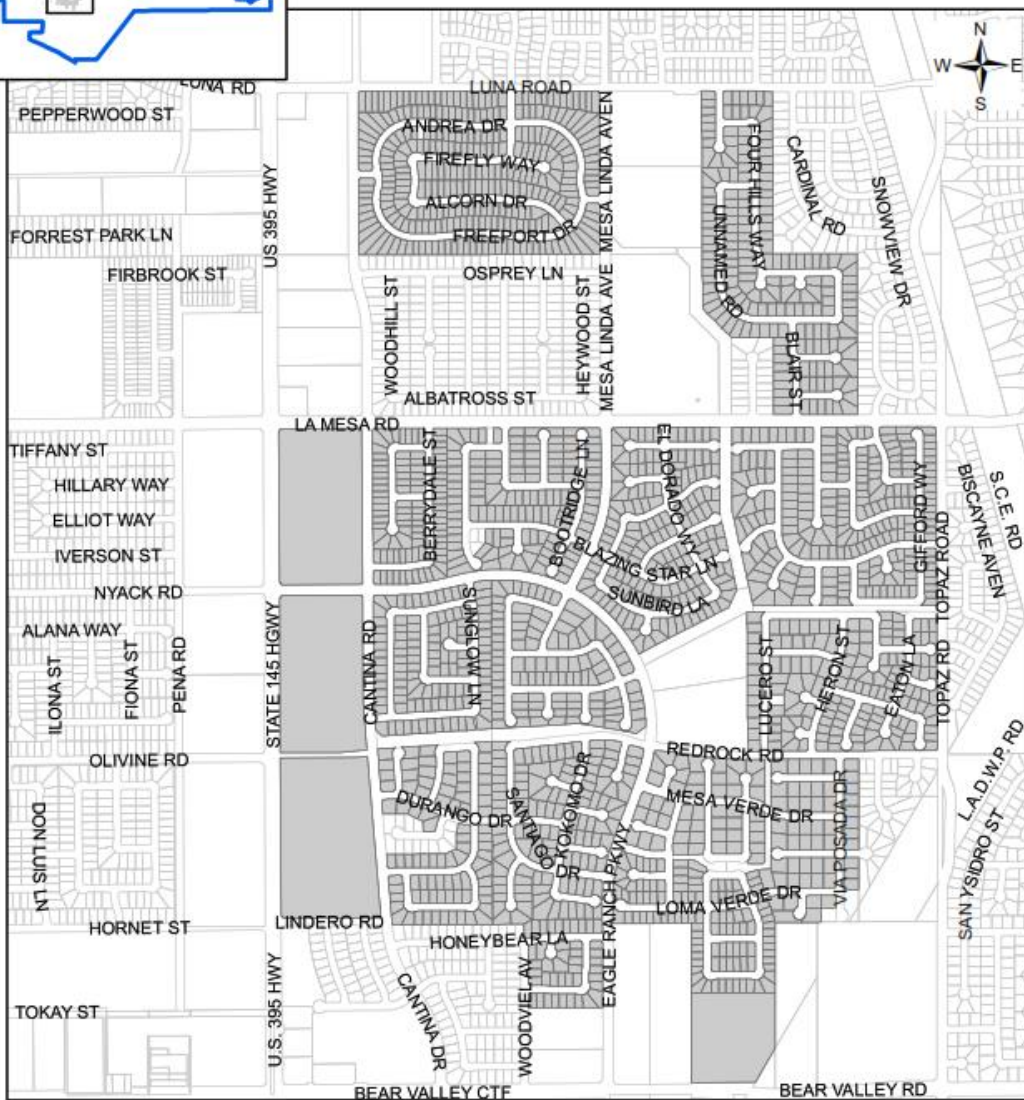 N
W E
S
LUNA RD
LUNA ROAD
PEPPERWOOD ST
ANDREA DR
FIREFLY WAY
ALCORN DR
FREEPORT DR
MESA LINDA AVEN
FOUR HILLS WAY
CARDINAL RD
SNOWVIEW DR
UNNAMED RD
US 395 HWY
FORREST PARK LN
FIRBROOK ST
OSPREY LN
WOODHILL ST
HEYWOOD ST
MESA LINDA AVE
BLAIR ST
ALBATROSS ST
LA MESA RD
TIFFANY ST
HILLARY WAY
ELLIOT WAY
IVERSON ST
BERRYDALE ST
BOOTRIDGE LN
EL DORADO WY
BLAZING STAR LN
SUNBIRD LA
GIFFORD WY
TOPAZ ROAD
BISCAYNE AVEN
S.C.E. RD
NYACK RD
ALANA WAY
ILONA ST
FIONA ST
PENA RD
STATE 145 HGWY
CANTINA RD
SUNGLOW LN
LUCERO ST
HERON ST
EATON LA
TOPAZ RD
REDROCK RD
OLIVINE RD
DON LUIS LN
DURANGO DR
SANTIAGO DR
KOKOMO DR
MESA VERDE DR
VIA POSADA DR
L.A.D.W.P. RD
SAN YSIDRO ST
LOMA VERDE DR
EAGLE RANCH PKWY
HORNET ST
LINDERO RD
HONEYBEAR LA
WOODVIEL AV
CANTINA DR
U.S. 395 HWY
TOKAY ST
BEAR VALLEY CTF
BEAR VALLEY RD